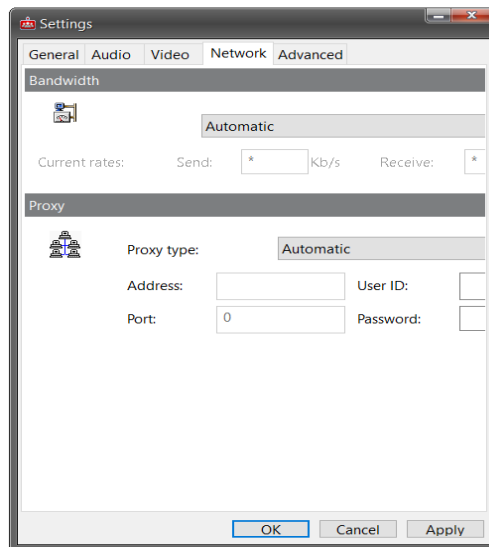 Settings
General Audio Video Network Advanced
Bandwidth
Automatic
Current rates: Send: * Kb/s Receive: *
Proxy
Proxy type: Automatic
Address: User ID:
Port: 0 Password:
OK Cancel Apply